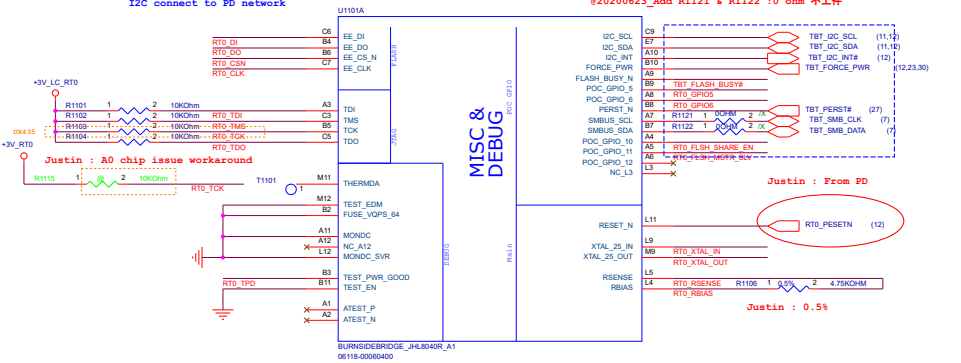 I2C connect to PD network
@20200623_Add R1121 & R1122 :0 ohm 不上件
U1101A
RT0_DI
RT0_DO
RT0_CSN
RT0_CLK
C6
B4
B6
C7
EE_DI
EE_DO
EE_CS_N
EE_CLK
FLASH
+3V_LC_RT0
R1101 1 2 10KOhm
R1102 1 2 10KOhm
R1103 1 2 10KOhm
R1104 1 2 10KOhm
UX435
RT0_TDI
RT0_TMS
RT0_TCK
RT0_TDO
A3
C3
B5
A4
TDI
TMS
TCK
TDO
JTAG
+3V_RT0
Justin : A0 chip issue workaround
R1115 1 @ 2 10KOhm
RT0_TCK
T1101
1
M11
THERMDA
M12
B2
TEST_EDM
FUSE_VQPS_64
A11
A12
L12
MONDC
NC_A12
MONDC_SVR
RT0_TPD
B3
B11
TEST_PWR_GOOD
TEST_EN
A1
A2
ATEST_P
ATEST_N
DEBUG
MISC &
DEBUG
POC GPIO
Main
I2C_SCL
I2C_SDA
I2C_INT
FORCE_PWR
FLASH_BUSY_N
POC_GPIO_5
POC_GPIO_6
PERST_N
SMBUS_SCL
SMBUS_SDA
POC_GPIO_10
POC_GPIO_11
POC_GPIO_12
NC_L3
C9
E7
A10
B10
A9
B9
A8
B8
A7
B7
A4
A5
A6
L3
TBT_FLASH_BUSY#
RT0_GPIO5
RT0_GPIO6
R1121 1 0OHM 2 /X
R1122 1 0OHM 2 /X
RT0_FLSH_SHARE_EN
RT0_FLSH_MSTR_SLV
TBT_I2C_SCL (11,12)
TBT_I2C_SDA (11,12)
TBT_I2C_INT# (12)
TBT_FORCE_PWR (12,23,30)
TBT_PERST# (27)
TBT_SMB_CLK (7)
TBT_SMB_DATA (7)
Justin : From PD
RESET_N
L11
RT0_PESETN (12)
XTAL_25_IN
XTAL_25_OUT
L9
M9
RT0_XTAL_IN
RT0_XTAL_OUT
RSENSE
RBIAS
L5
L4
RT0_RSENSE
RT0_RBIAS
R1106 1 0.5% 2 4.75KOHM
Justin : 0.5%
BURNSIDEBRIDGE_JHL8040R_A1
06118-00060400